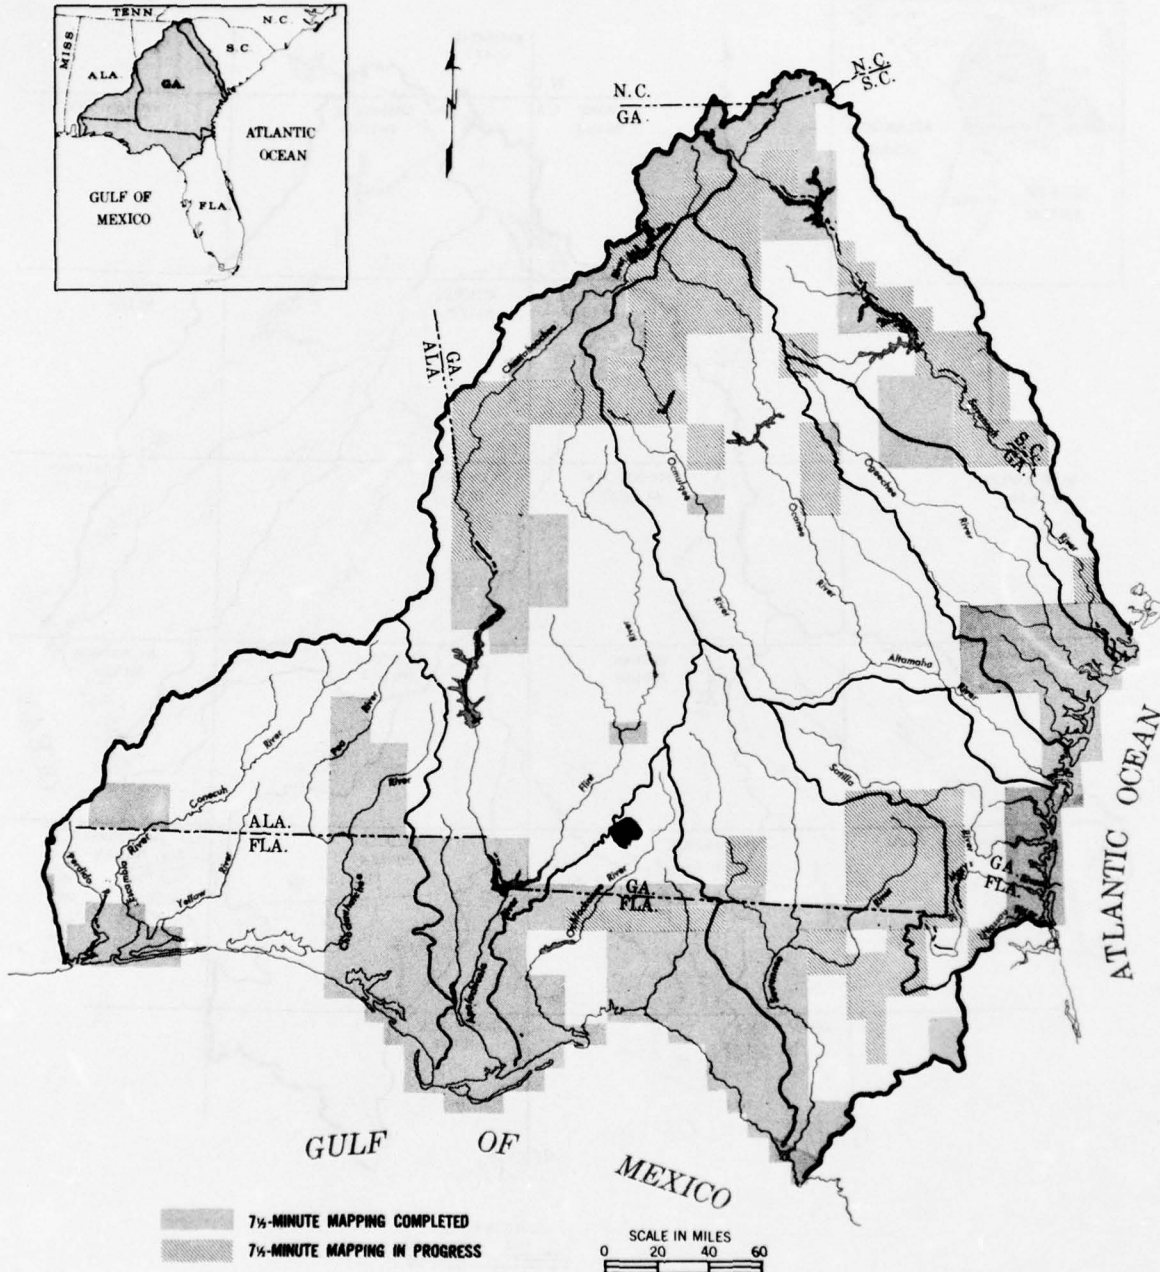 TENN
N.C.
MISS
S.C.
ALA.
GA.
ATLANTIC
OCEAN
GULF OF
MEXICO
FLA.
N.C.
S.C.
N.C.
GA.
GA.
ALA.
Chattahoochee
Savannah
S.C.
GA.
Ocmulgee
Ogeechee
Oconee
River
River
River
River
River
Altamaha
River
River
Pea
River
River
Conecuh
Flint
Satilla
ATLANTIC OCEAN
ALA.
FLA.
Perdido
River
Escambia
Yellow
River
River
GA.
FLA.
River
GA.
FLA.
Choctawhatchee
Ochlockonee
River
River
Apalachicola
Suwannee
GULF OF MEXICO
7½-MINUTE MAPPING COMPLETED
7½-MINUTE MAPPING IN PROGRESS
SCALE IN MILES
0 20 40 60